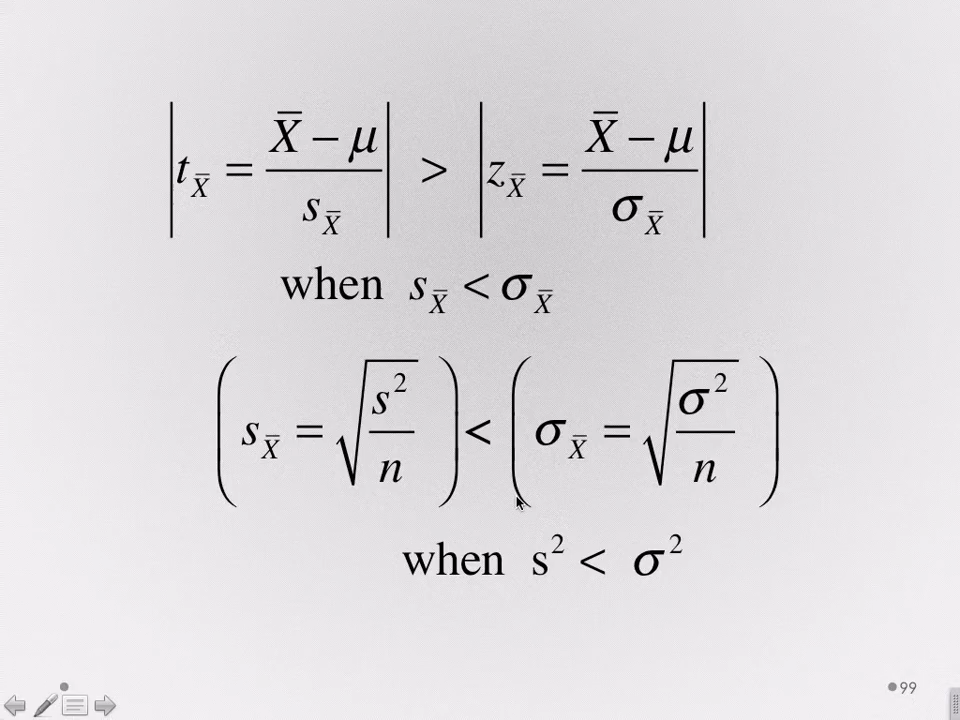 |t_X̄ = (X̄ − μ) / s_X̄| > |z_X̄ = (X̄ − μ) / σ_X̄|
when s_X̄ < σ_X̄
(s_X̄ = √(s² / n)) < (σ_X̄ = √(σ² / n))
when s² < σ²
99